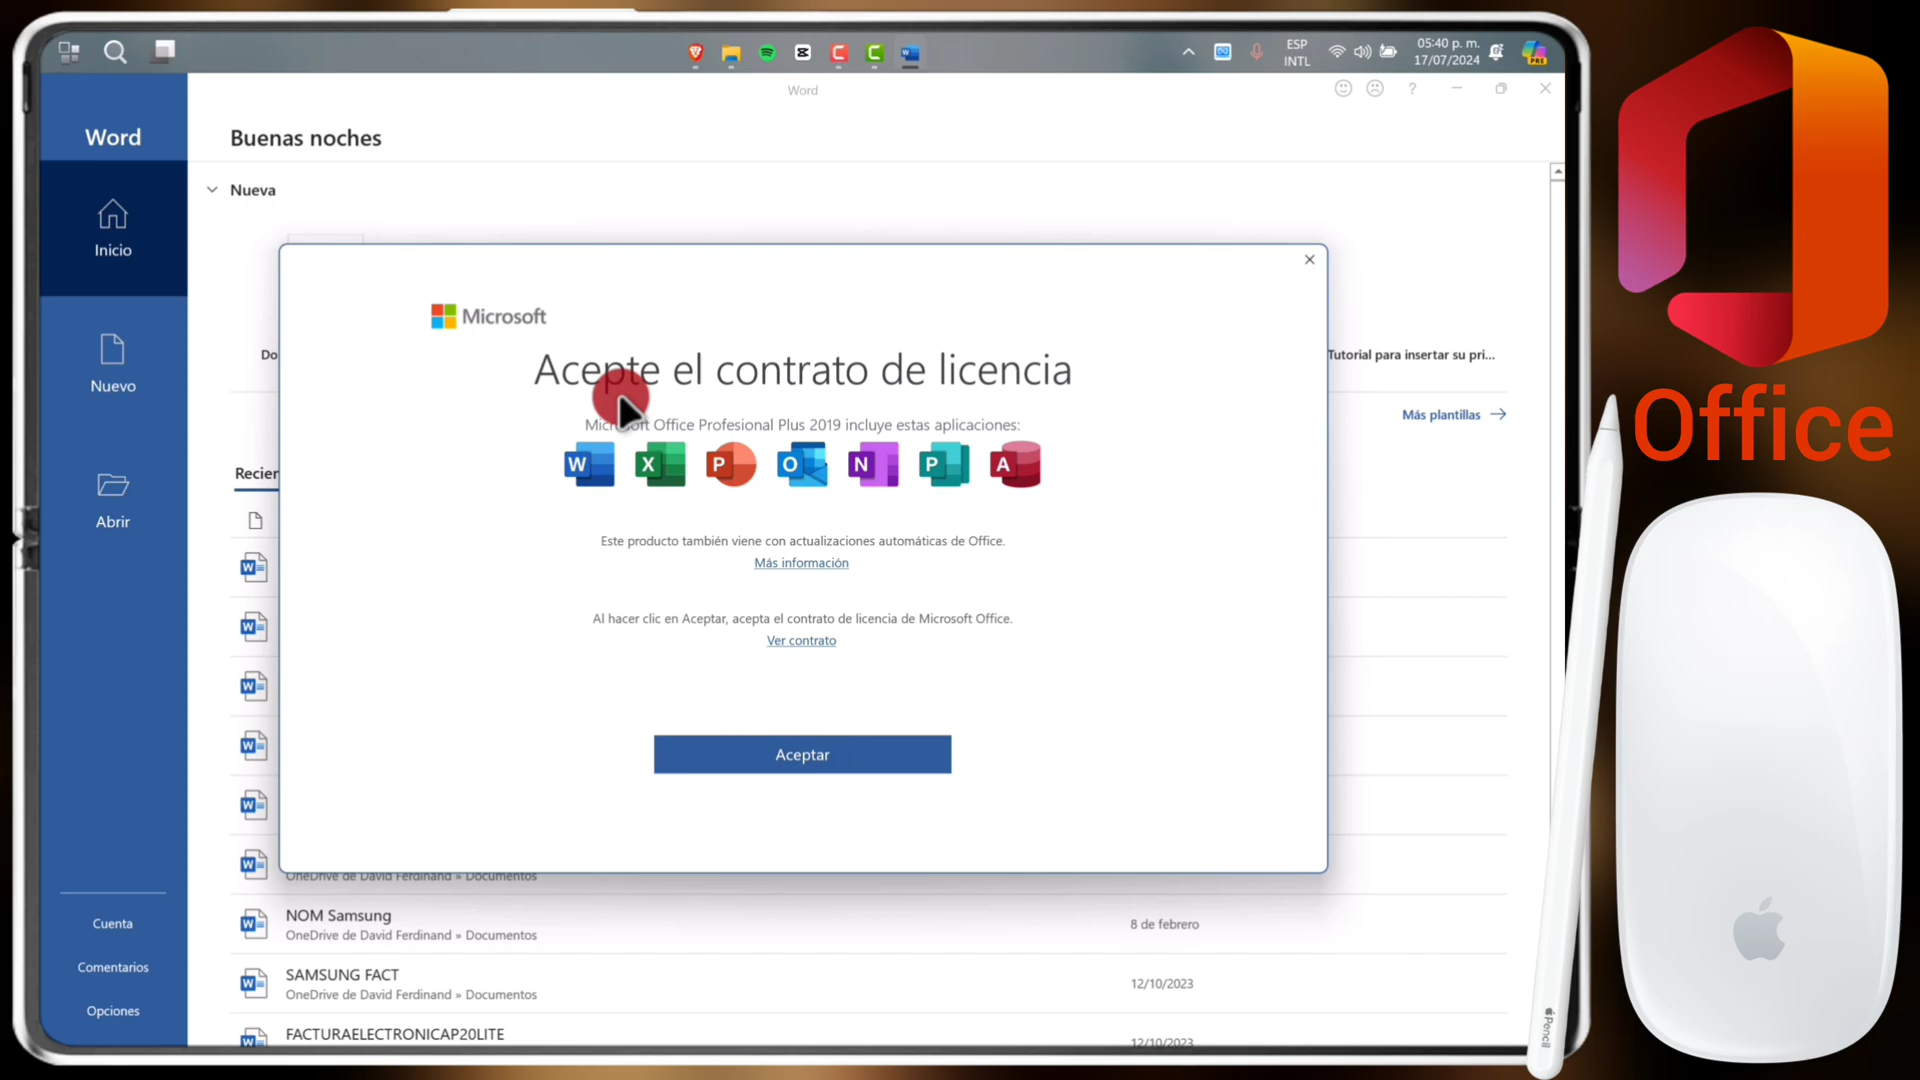 ESP
INTL
05:40 p. m.
17/07/2024
PRE
Word
Word
Buenas noches
Inicio
Nueva
Nuevo
Abrir
Do
Recien
Microsoft
Acepte el contrato de licencia
Microsoft Office Profesional Plus 2019 incluye estas aplicaciones:
W
X
P
O
N
P
A
Este producto también viene con actualizaciones automáticas de Office.
Más información
Al hacer clic en Aceptar, acepta el contrato de licencia de Microsoft Office.
Ver contrato
Aceptar
Tutorial para insertar su pri...
Más plantillas
OneDrive de David Ferdinand » Documentos
NOM Samsung
OneDrive de David Ferdinand » Documentos
8 de febrero
SAMSUNG FACT
OneDrive de David Ferdinand » Documentos
12/10/2023
FACTURAELECTRONICAP20LITE
12/10/2023
Cuenta
Comentarios
Opciones
Office
Pencil